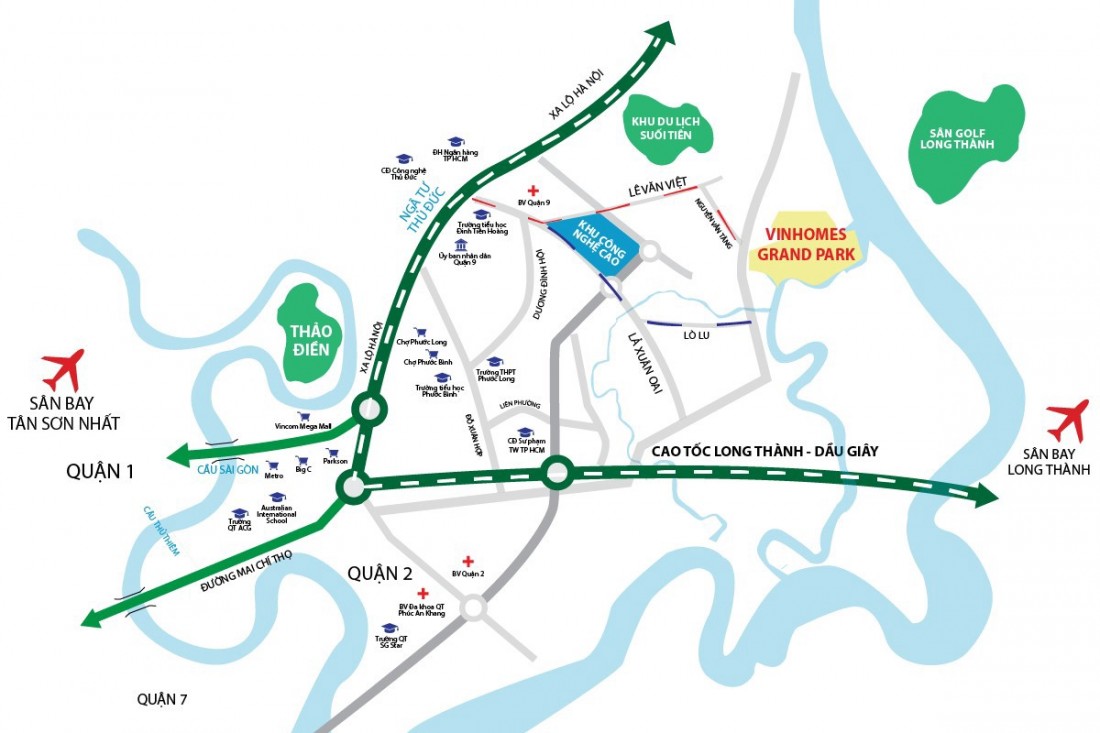 XA LỘ HÀ NỘI
KHU DU LỊCH
SUỐI TIÊN
SÂN GOLF
LONG THÀNH
ĐH Ngân hàng
TP HCM
CĐ Công nghệ
Thủ Đức
NGÃ TƯ
THỦ ĐỨC
BV Quận 9
LÊ VĂN VIỆT
NGUYỄN VĂN TĂNG
Trường tiểu học
Đinh Tiên Hoàng
Ủy ban nhân dân
Quận 9
KHU CÔNG
NGHỆ CAO
VINHOMES
GRAND PARK
DƯƠNG ĐÌNH HỘI
THẢO
ĐIỀN
XA LỘ HÀ NỘI
Chợ Phước Long
Chợ Phước Bình
Trường tiểu học
Phước Bình
Trường THPT
Phước Long
LÃ XUÂN OAI
LÒ LU
SÂN BAY
TÂN SƠN NHẤT
Vincom Mega Mall
LIÊN PHƯỜNG
ĐỖ XUÂN HỢP
CĐ Sư phạm
TW TP HCM
CAO TỐC LONG THÀNH - DẦU GIÂY
SÂN BAY
LONG THÀNH
QUẬN 1
CẦU SÀI GÒN
Metro
Big C
Parkson
CẦU THỦ THIÊM
Trường
QT ACG
Australian
International
School
ĐƯỜNG MAI CHÍ THỌ
QUẬN 2
BV Quận 2
BV Đa khoa QT
Phúc An Khang
Trường QT
SG Star
QUẬN 7